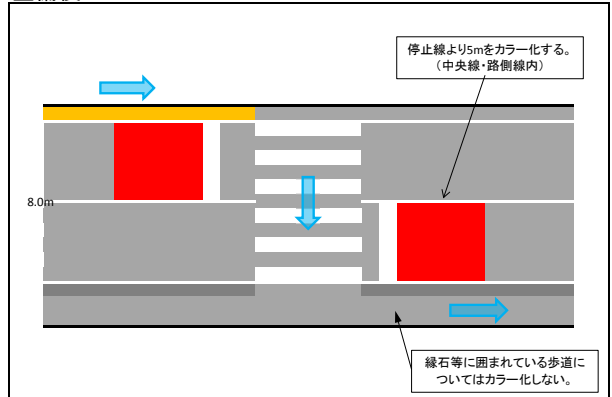 停止線より5mをカラー化する。
（中央線・路側線内）
8.0m
縁石等に囲まれている歩道に
ついてはカラー化しない。